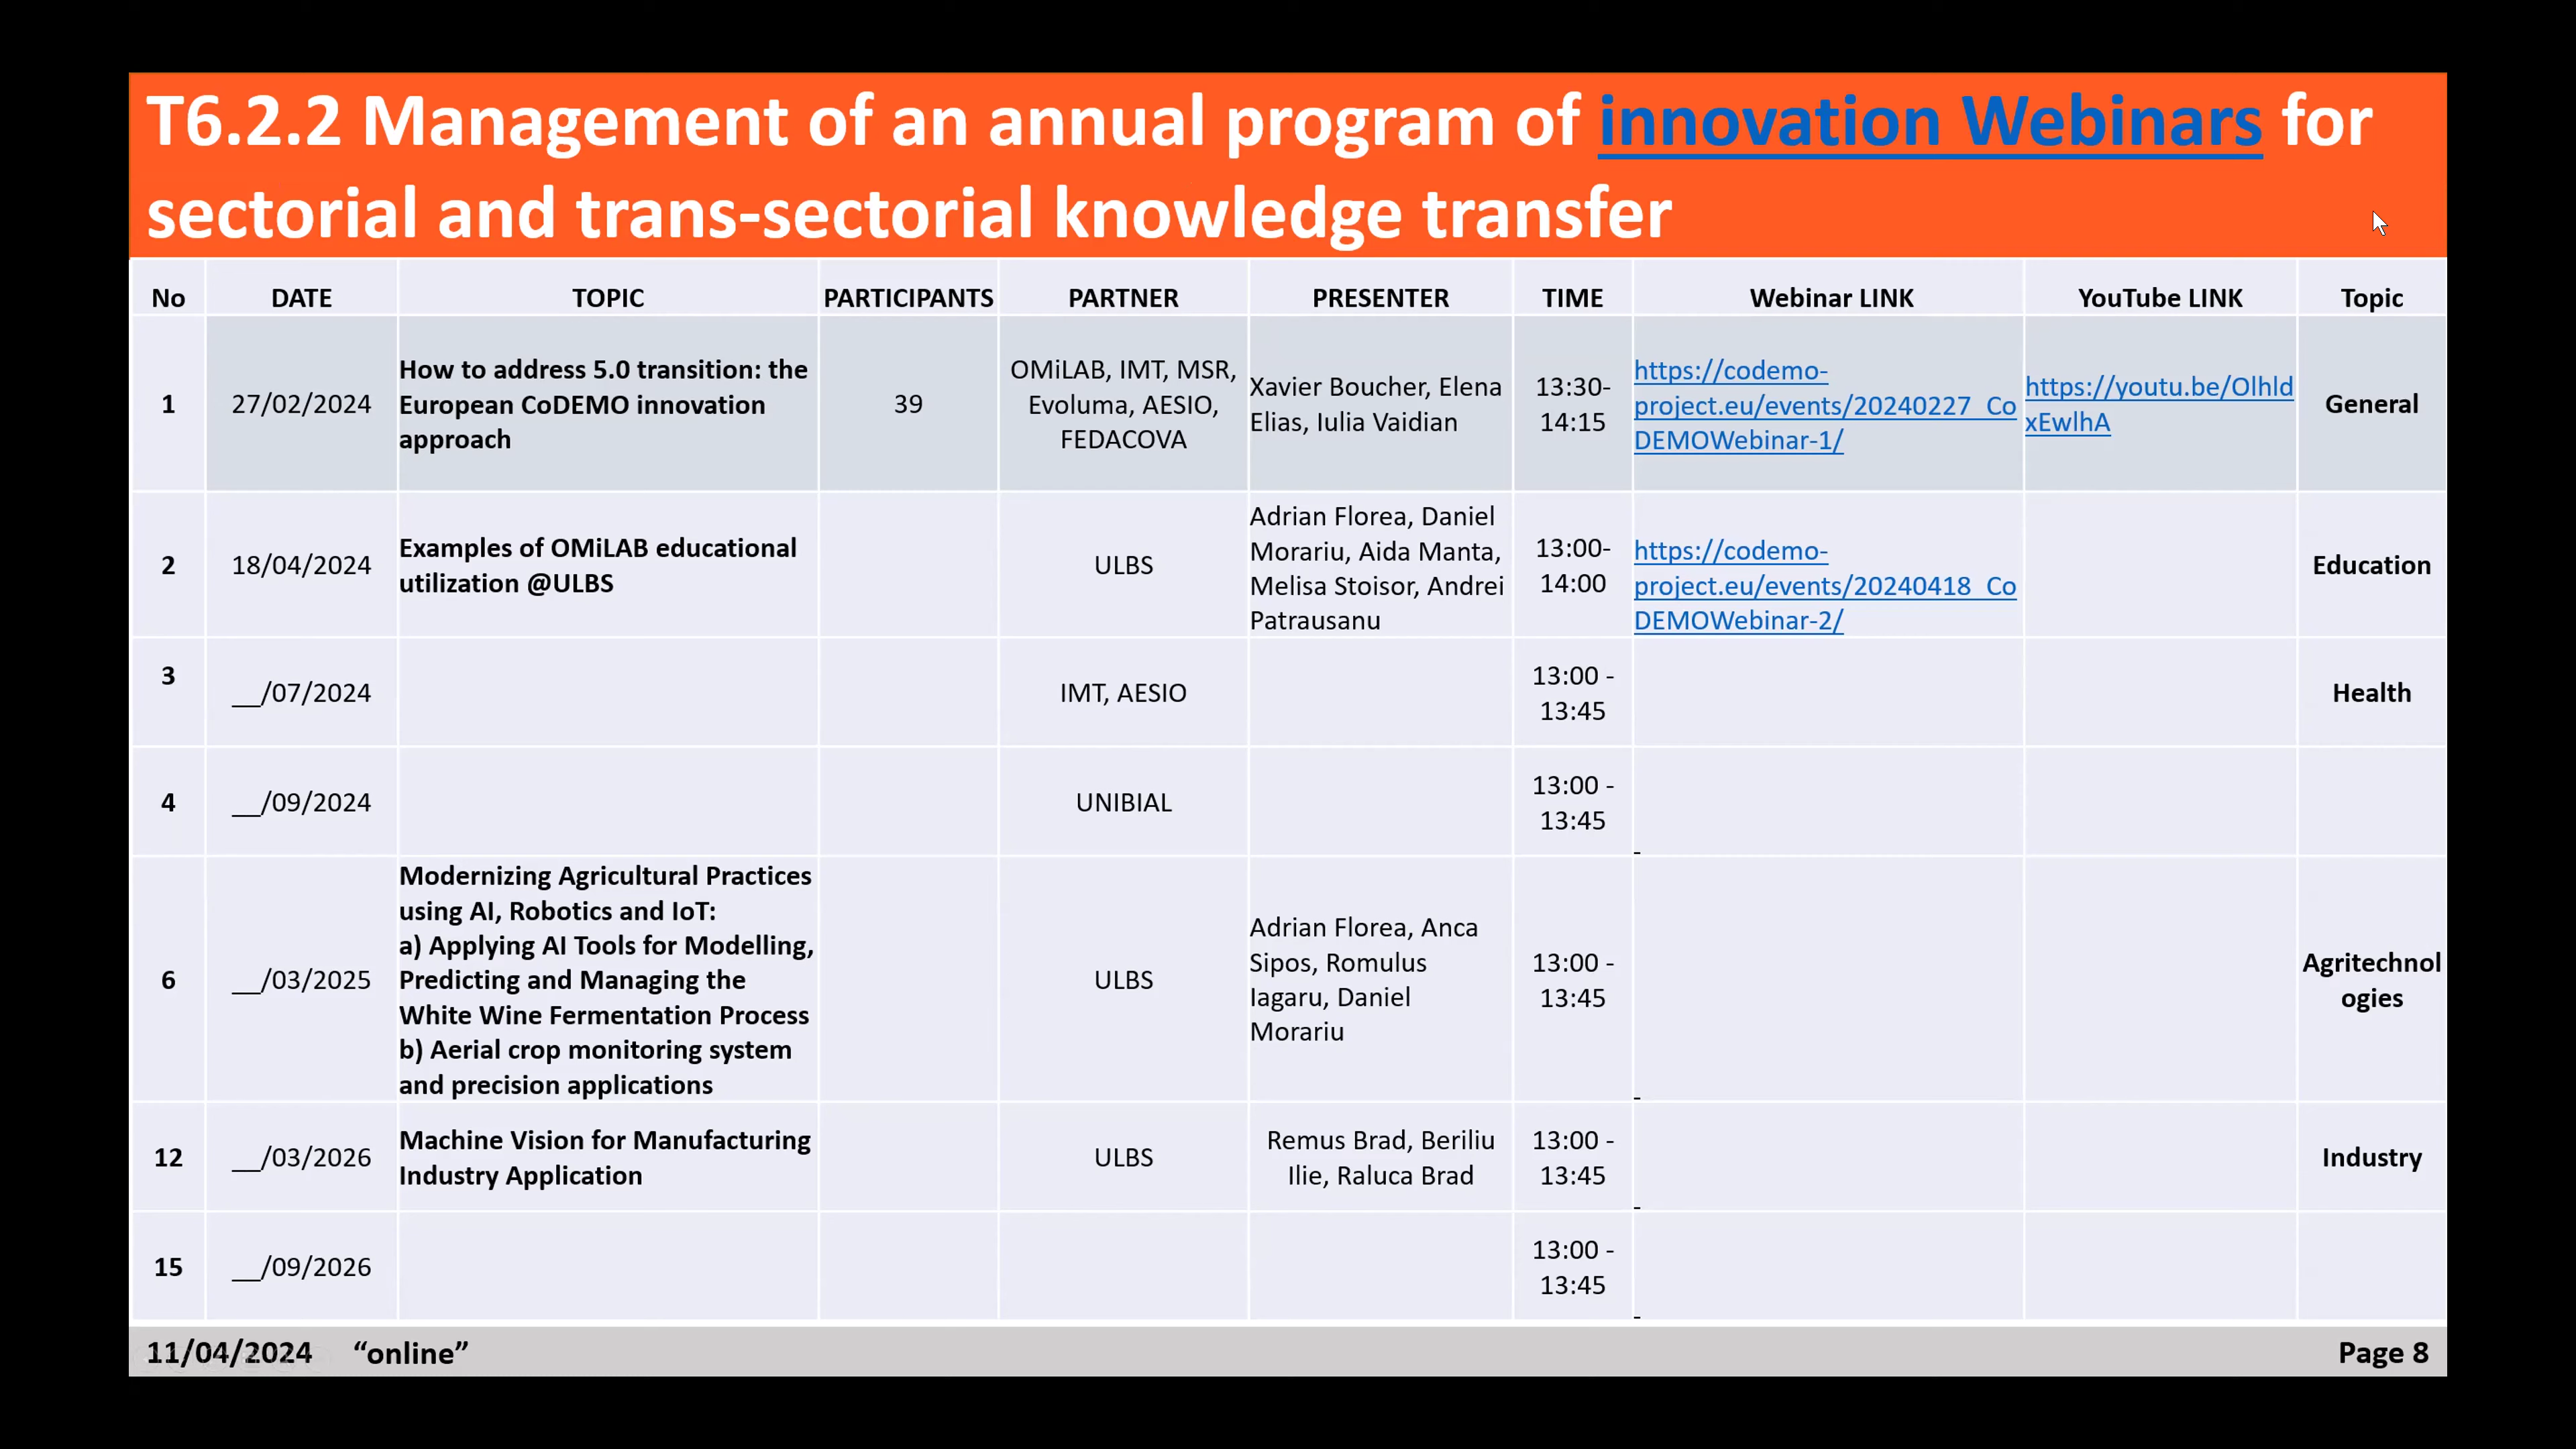 T6.2.2 Management of an annual program of innovation Webinars for
sectorial and trans-sectorial knowledge transfer
No DATE TOPIC PARTICIPANTS PARTNER PRESENTER TIME Webinar LINK YouTube LINK Topic
1
27/02/2024
How to address 5.0 transition: the
European CoDEMO innovation
approach
39
OMiLAB, IMT, MSR,
Evoluma, AESIO,
FEDACOVA
Xavier Boucher, Elena
Elias, Iulia Vaidian
13:30-
14:15
https://codemo-
project.eu/events/20240227_Co
DEMOWebinar-1/
https://youtu.be/Olhld
xEwlhA
General
2
18/04/2024
Examples of OMiLAB educational
utilization @ULBS
ULBS
Adrian Florea, Daniel
Morariu, Aida Manta,
Melisa Stoisor, Andrei
Patrausanu
13:00-
14:00
https://codemo-
project.eu/events/20240418_Co
DEMOWebinar-2/
Education
3
__/07/2024
IMT, AESIO
13:00 -
13:45
Health
4
__/09/2024
UNIBIAL
13:00 -
13:45
6
__/03/2025
Modernizing Agricultural Practices
using AI, Robotics and IoT:
a) Applying AI Tools for Modelling,
Predicting and Managing the
White Wine Fermentation Process
b) Aerial crop monitoring system
and precision applications
ULBS
Adrian Florea, Anca
Sipos, Romulus
Iagaru, Daniel
Morariu
13:00 -
13:45
Agritechnol
ogies
12
__/03/2026
Machine Vision for Manufacturing
Industry Application
ULBS
Remus Brad, Beriliu
Ilie, Raluca Brad
13:00 -
13:45
Industry
15
__/09/2026
13:00 -
13:45
11/04/2024 “online” Page 8